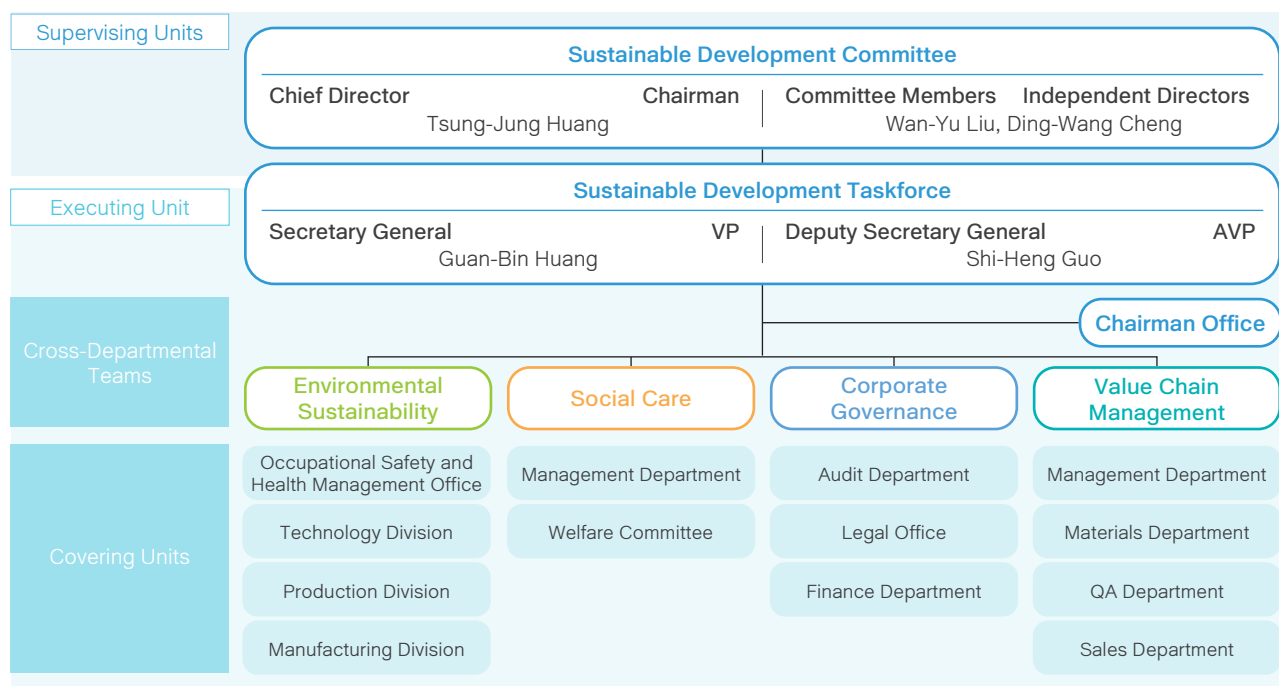 Supervising Units
Sustainable Development Committee
Chief Director Chairman Committee Members Independent Directors
Tsung-Jung Huang Wan-Yu Liu, Ding-Wang Cheng
Executing Unit
Sustainable Development Taskforce
Secretary General VP Deputy Secretary General AVP
Guan-Bin Huang Shi-Heng Guo
Chairman Office
Cross-Departmental
Teams
Environmental
Sustainability
Social Care
Corporate
Governance
Value Chain
Management
Covering Units
Occupational Safety and
Health Management Office
Technology Division
Production Division
Manufacturing Division
Management Department
Welfare Committee
Audit Department
Legal Office
Finance Department
Management Department
Materials Department
QA Department
Sales Department